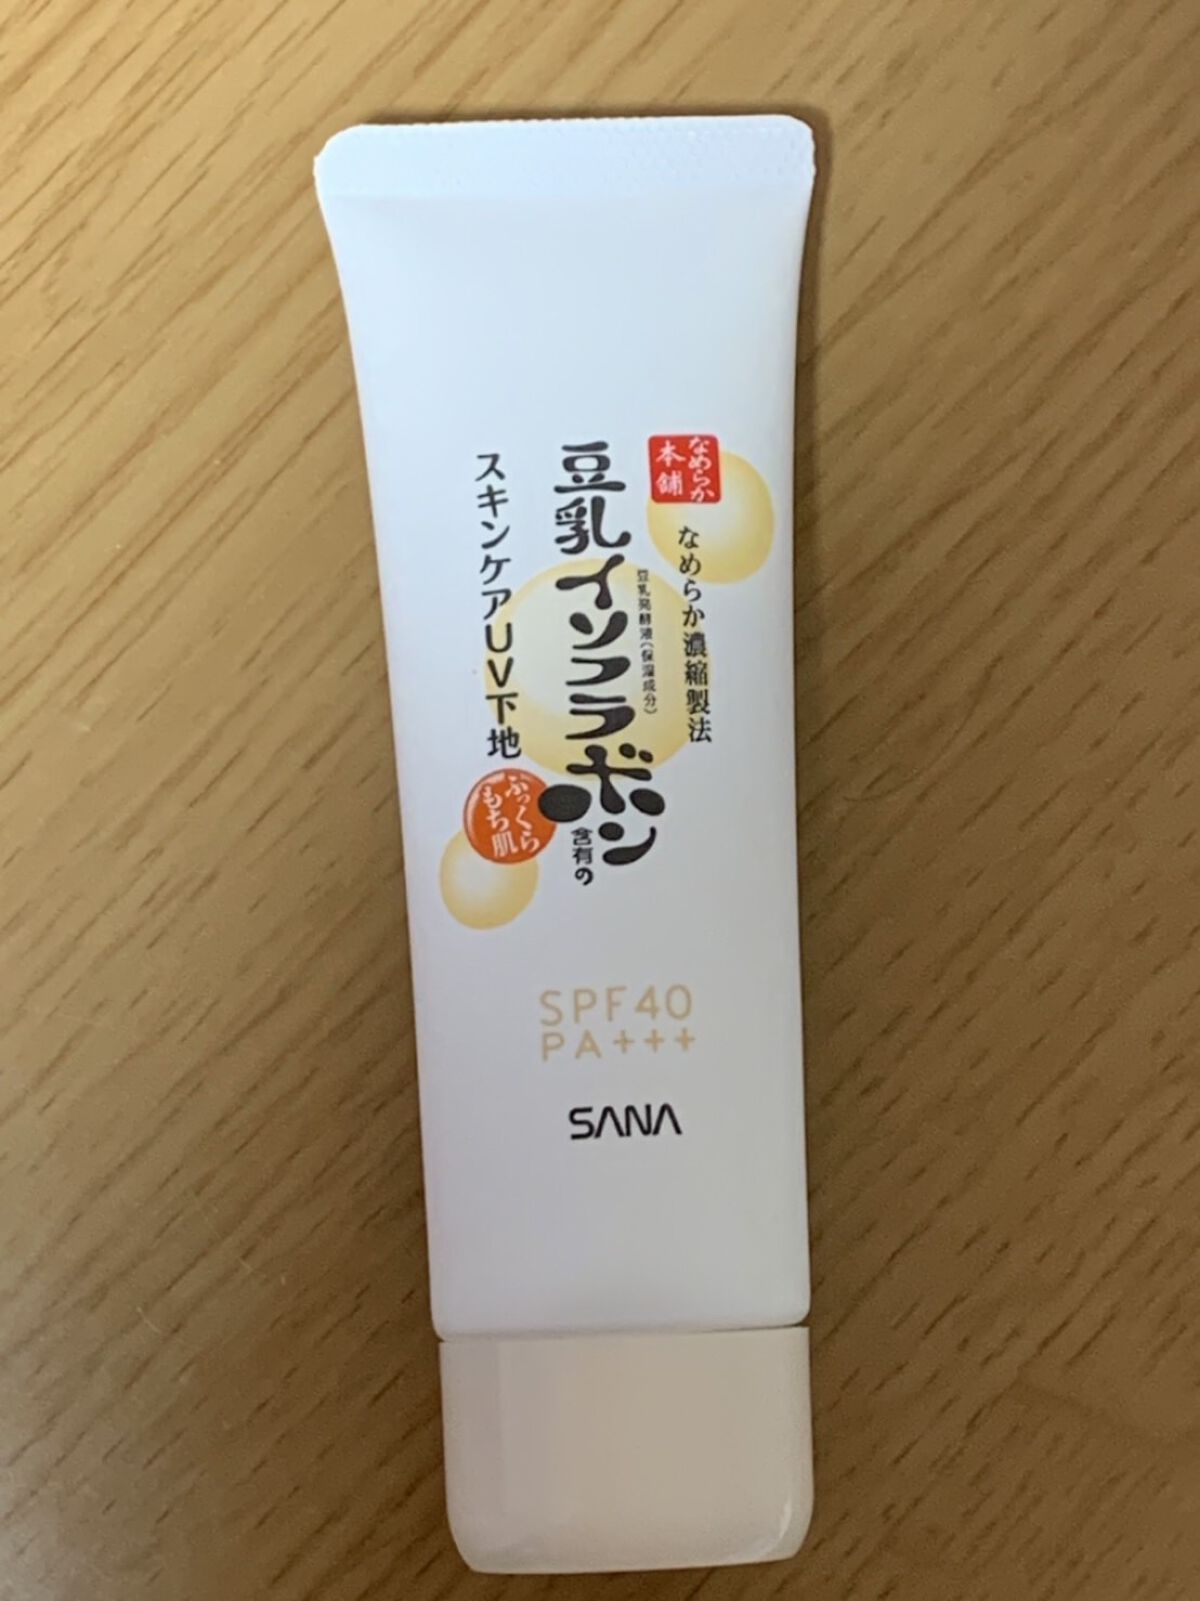 なめらか
本舗
なめらか濃縮製法
豆乳発酵液(保湿成分)
豆乳イソフラボン
含有の
スキンケアUV下地
ぷっくら
もち肌
SPF40
PA+++
SANA